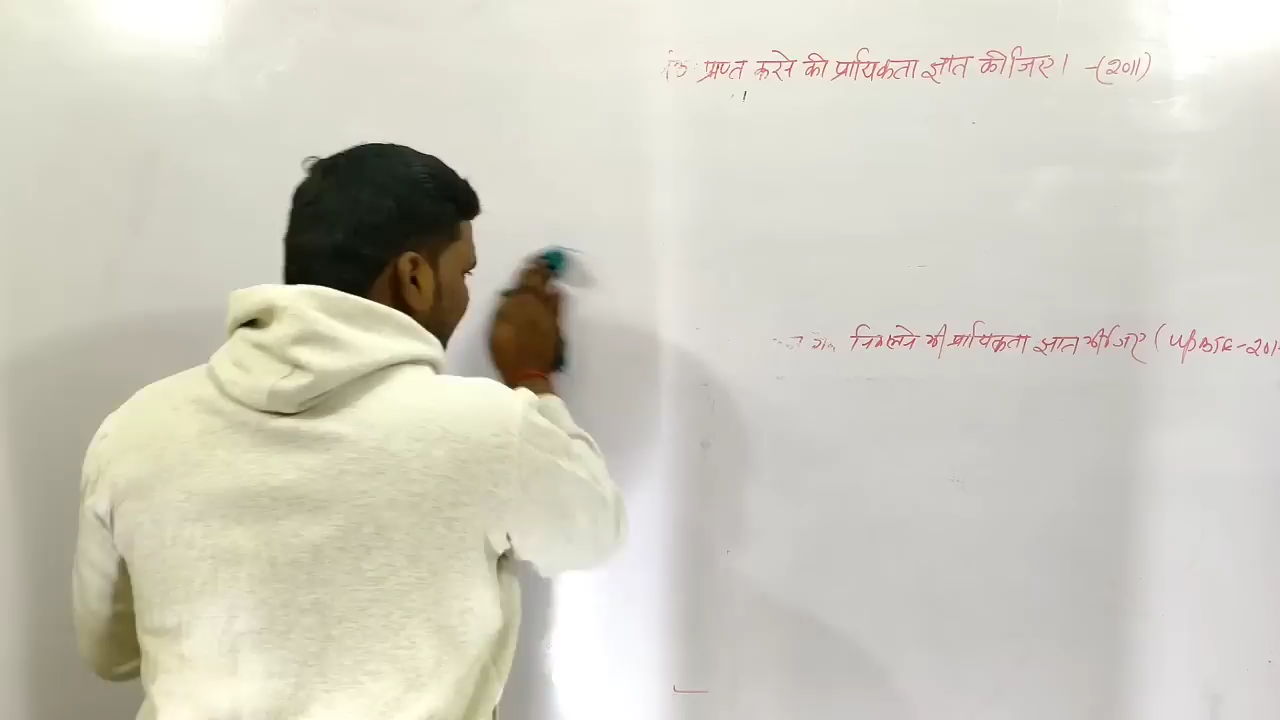 प्राप्त करने की प्रायिकता ज्ञात कीजिए। -(2011)
निकालने की प्रायिकता ज्ञात कीजिए (